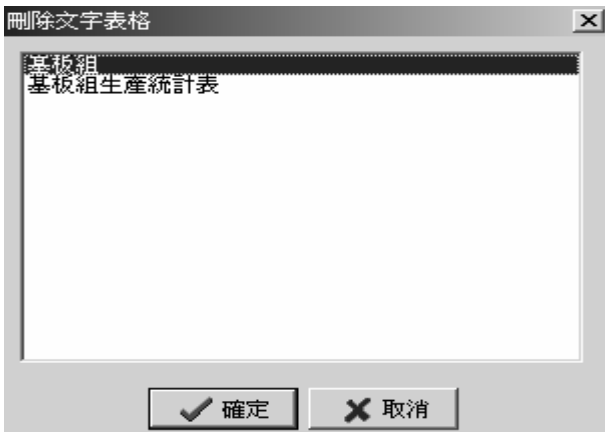 刪除文字表格
基板組
基板組生產統計表
確定
取消